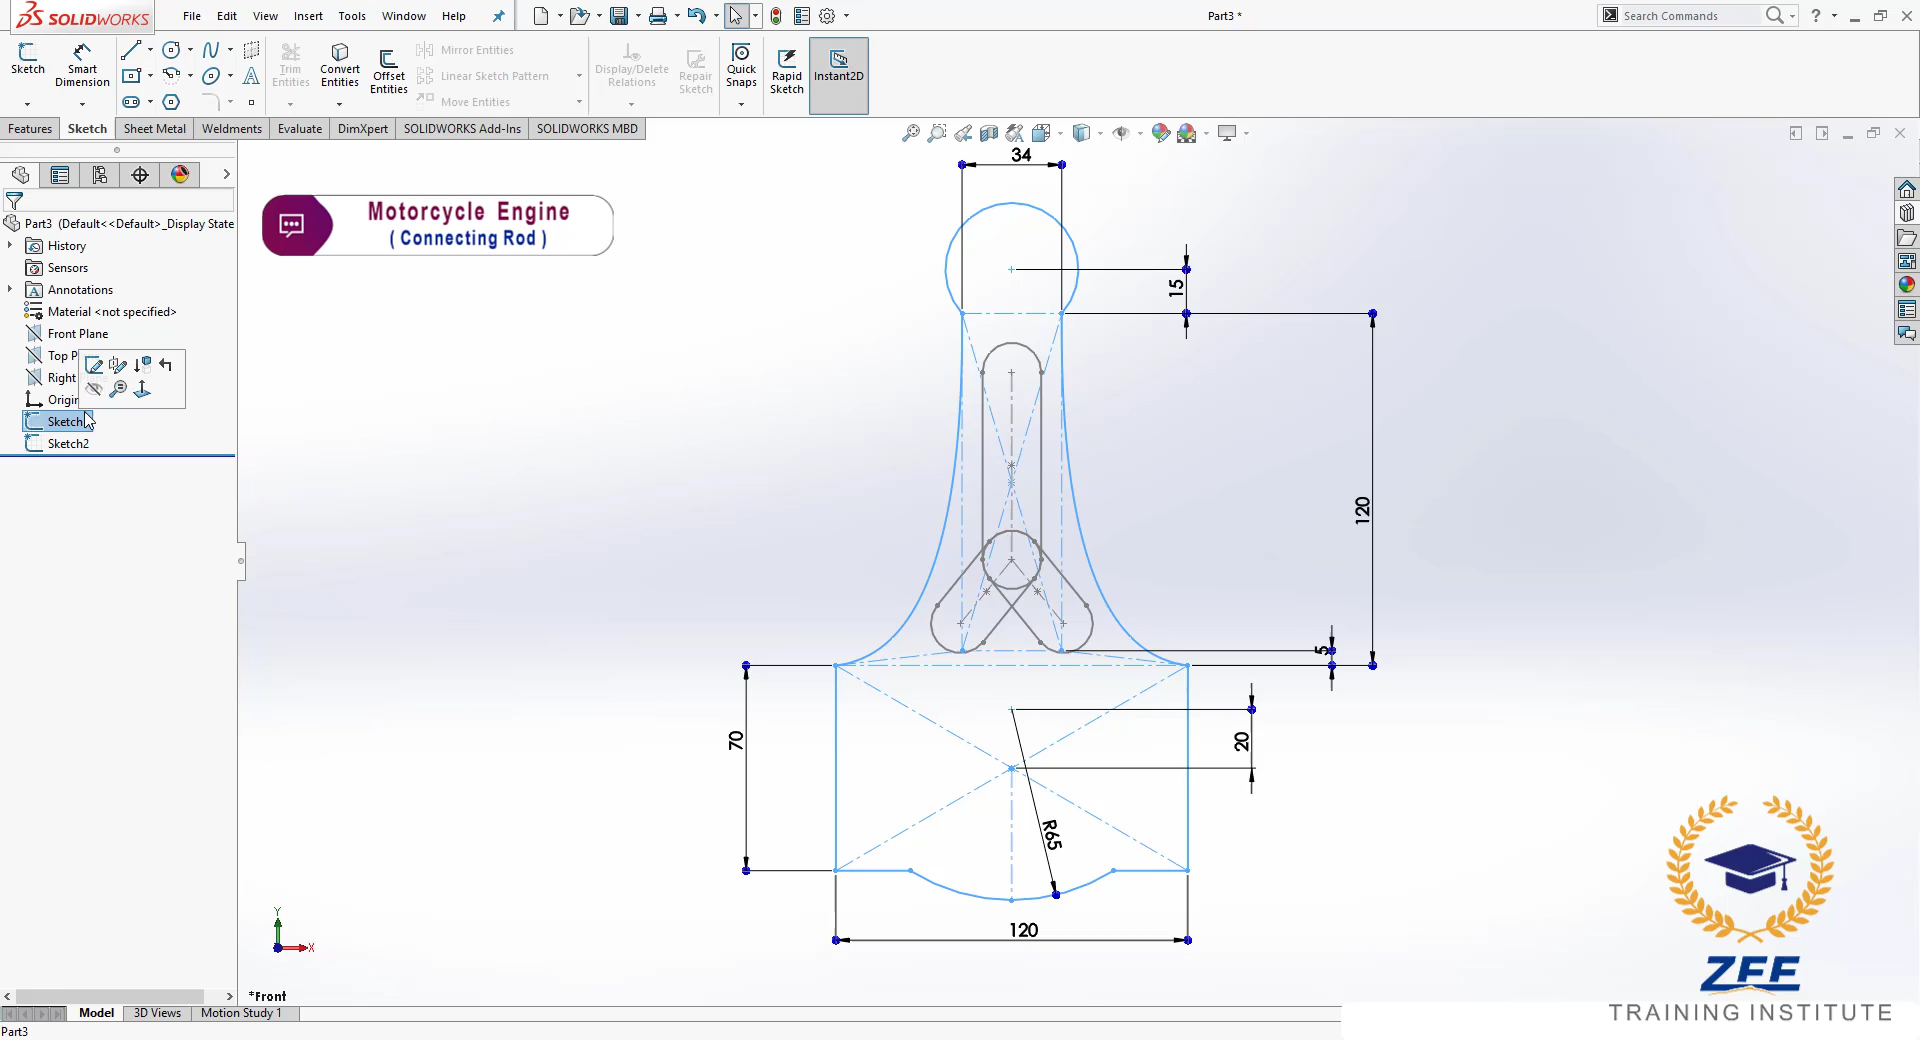 SOLIDWORKS
File Edit View Insert Tools Window Help
Part3 *
Search Commands
?
Sketch
Smart Dimension
Trim Entities
Convert Entities
Offset Entities
Mirror Entities
Linear Sketch Pattern
Move Entities
Display/Delete Relations
Repair Sketch
Quick Snaps
Rapid Sketch
Instant2D
Features Sketch Sheet Metal Weldments Evaluate DimXpert SOLIDWORKS Add-Ins SOLIDWORKS MBD
Part3 (Default<<Default>_Display State
History
Sensors
Annotations
Material <not specified>
Front Plane
Top P
Right
Origi
Sketch
Sketch2
Motorcycle Engine
( Connecting Rod )
34
15
120
5
20
70
R65
120
Y
X
*Front
ZFE
TRAINING INSTITUTE
Model 3D Views Motion Study 1
Part3